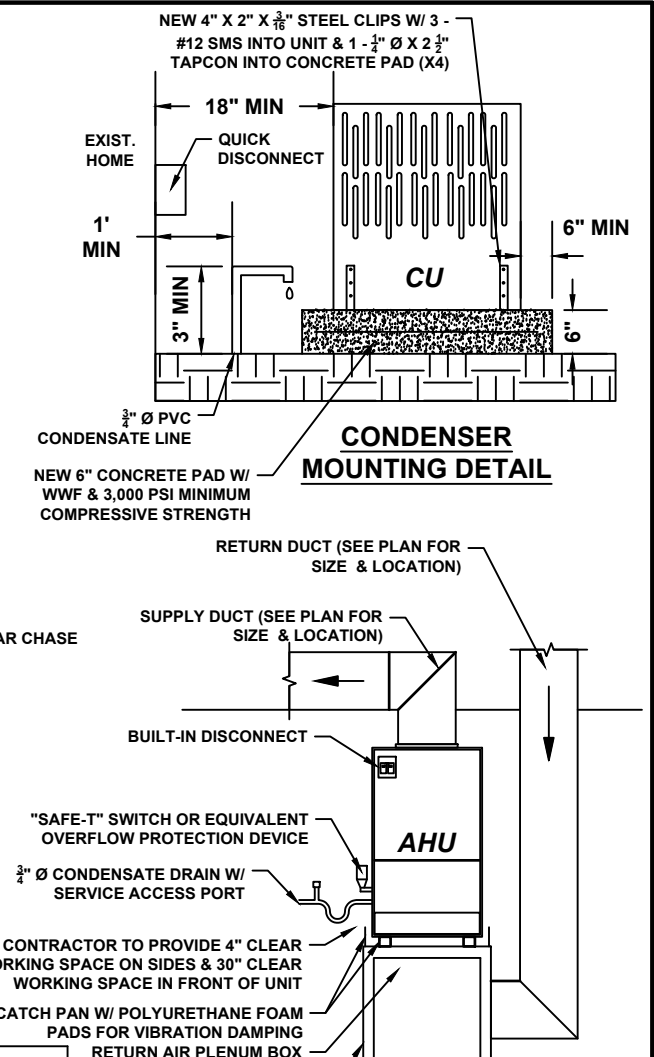 NEW 4" X 2" X 3/16" STEEL CLIPS W/ 3 -
#12 SMS INTO UNIT & 1 - 1/4" Ø X 2 1/2"
TAPCON INTO CONCRETE PAD (X4)
18" MIN
EXIST.
HOME
QUICK
DISCONNECT
1'
MIN
6" MIN
CU
3" MIN
6"
3/4" Ø PVC
CONDENSATE LINE
CONDENSER
MOUNTING DETAIL
NEW 6" CONCRETE PAD W/
WWF & 3,000 PSI MINIMUM
COMPRESSIVE STRENGTH
RETURN DUCT (SEE PLAN FOR
SIZE & LOCATION)
AR CHASE
SUPPLY DUCT (SEE PLAN FOR
SIZE & LOCATION)
BUILT-IN DISCONNECT
"SAFE-T" SWITCH OR EQUIVALENT
OVERFLOW PROTECTION DEVICE
AHU
3/4" Ø CONDENSATE DRAIN W/
SERVICE ACCESS PORT
CONTRACTOR TO PROVIDE 4" CLEAR
ORKING SPACE ON SIDES & 30" CLEAR
WORKING SPACE IN FRONT OF UNIT
CATCH PAN W/ POLYURETHANE FOAM
PADS FOR VIBRATION DAMPING
RETURN AIR PLENUM BOX